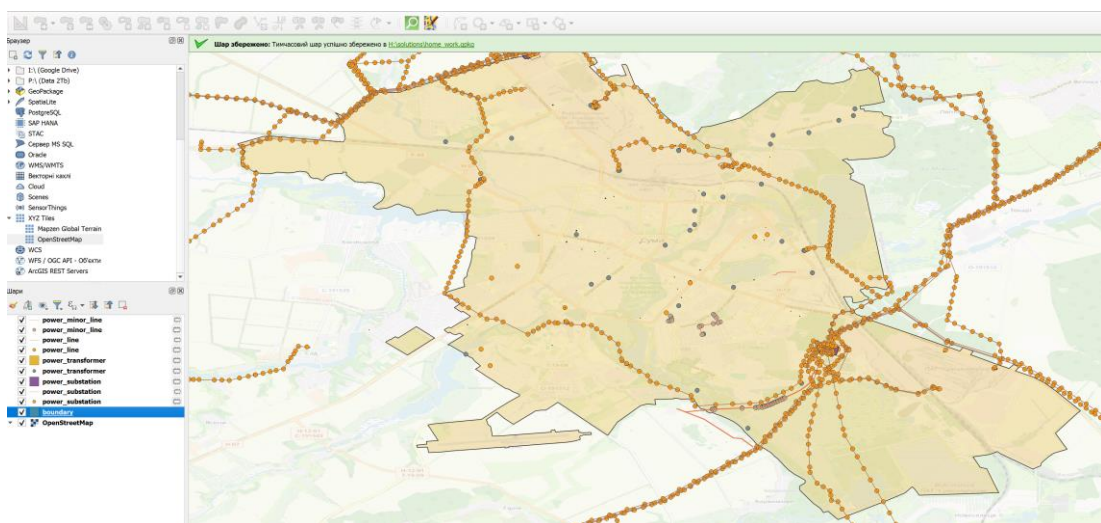 Браузер
Шар збережено: Тимчасовий шар успішно збережено в H:\solutions\home_work.gpkg
I:\ (Google Drive)
P:\ (Data 2Tb)
GeoPackage
SpatiaLite
PostgreSQL
SAP HANA
STAC
Сервер MS SQL
Oracle
WMS/WMTS
Векторні кахлі
Cloud
Scenes
SensorThings
XYZ Tiles
Mapzen Global Terrain
OpenStreetMap
WCS
WFS / OGC API - Об'єкти
ArcGIS REST Servers
Шари
power_minor_line
power_minor_line
power_line
power_line
power_transformer
power_transformer
power_substation
power_substation
power_substation
boundary
OpenStreetMap
Суми